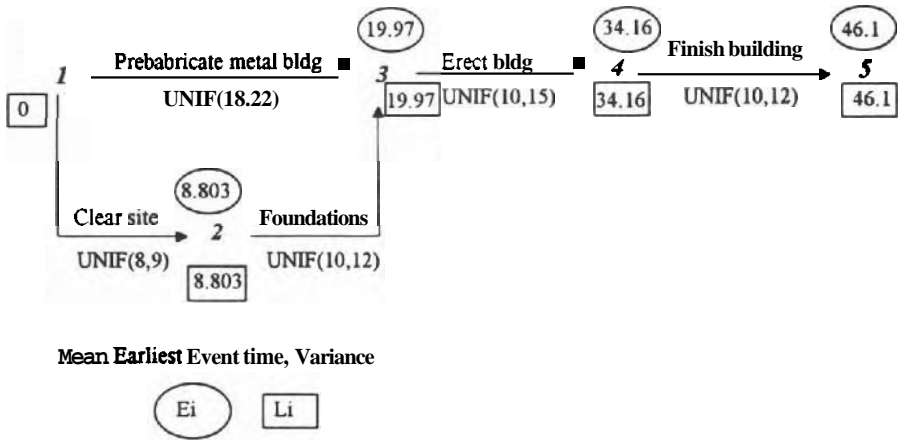 19.97
34.16
46.1
Prebabricate metal bldg
Erect bldg
Finish building
1
3
4
5
0
UNIF(18.22)
19.97
UNIF(10,15)
34.16
UNIF(10,12)
46.1
8.803
Clear site
Foundations
2
UNIF(8,9)
UNIF(10,12)
8.803
Mean Earliest Event time, Variance
Ei
Li